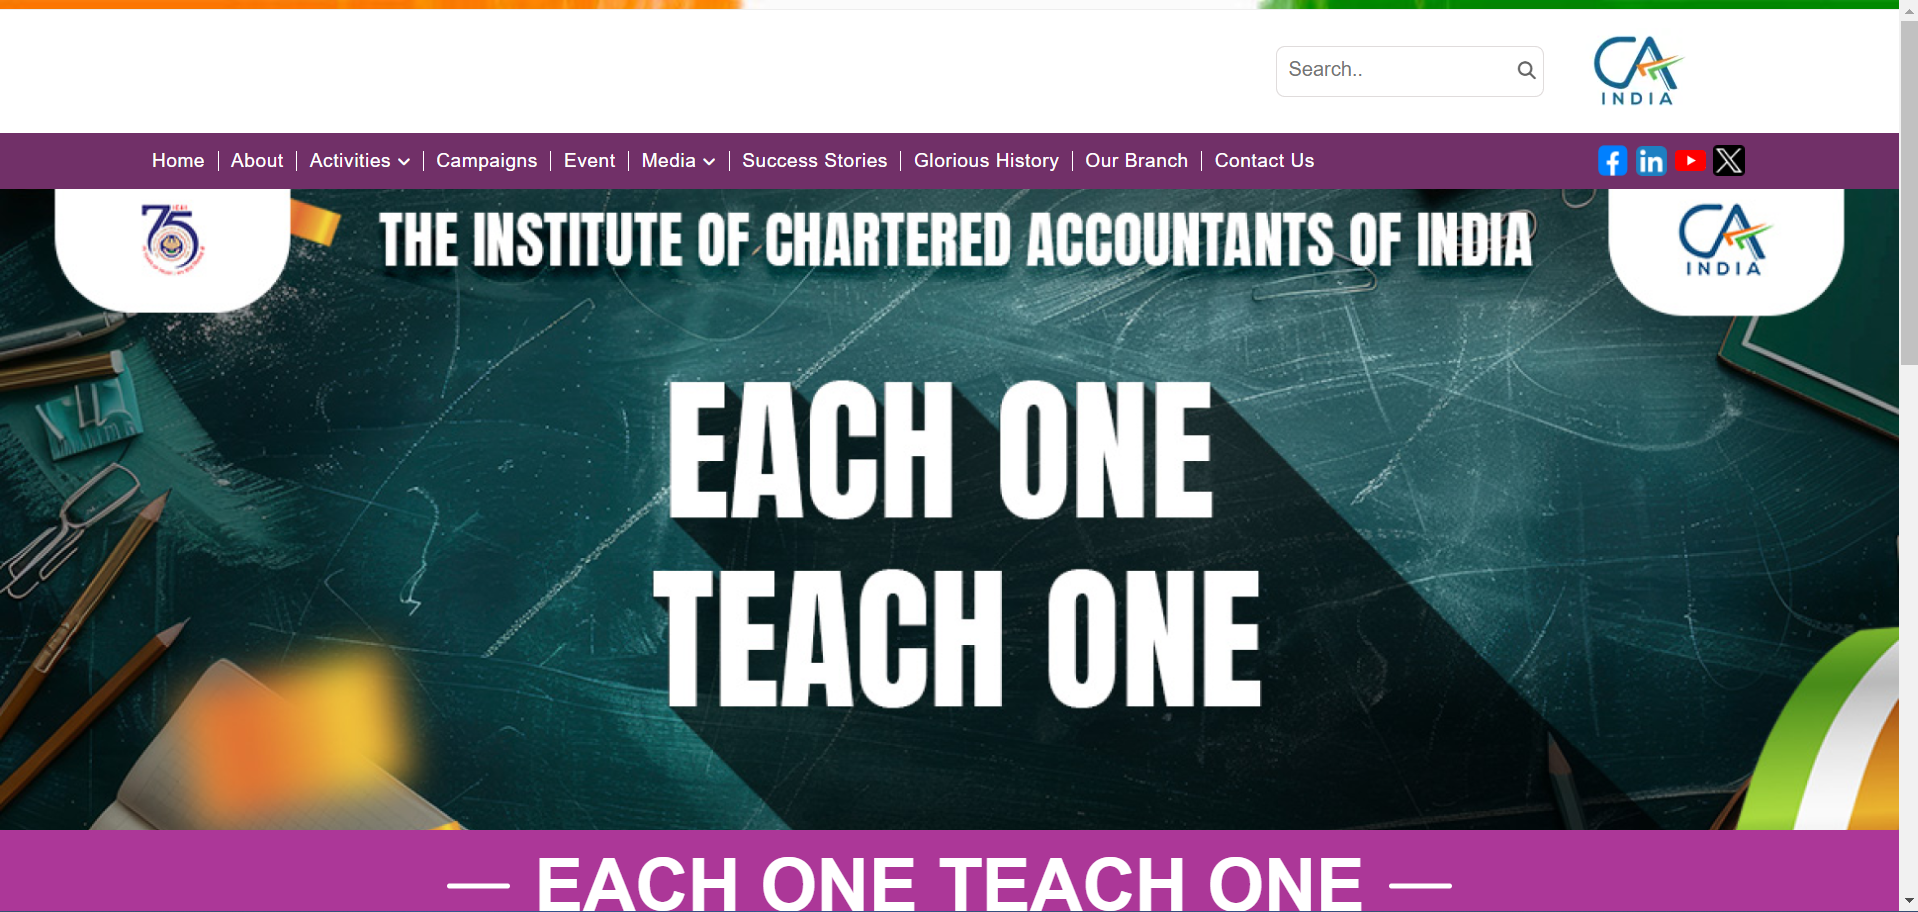 Search..
CA
INDIA
Home
About
Activities
Campaigns
Event
Media
Success Stories
Glorious History
Our Branch
Contact Us
ICAI
75
THE INSTITUTE OF CHARTERED ACCOUNTANTS OF INDIA
CA
INDIA
EACH ONE
TEACH ONE
EACH ONE TEACH ONE